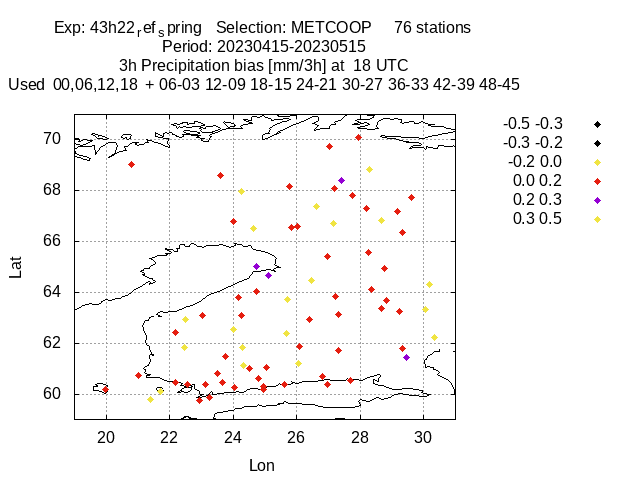 Exp: 43h22ref spring   Selection: METCOOP     76 stations
Period: 20230415-20230515
3h Precipitation bias [mm/3h] at  18 UTC
Used  00,06,12,18  + 06-03 12-09 18-15 24-21 30-27 36-33 42-39 48-45
-0.5 -0.3
-0.3 -0.2
-0.2 0.0
0.0 0.2
0.2 0.3
0.3 0.5
70
68
66
64
62
60
Lat
20 22 24 26 28 30
Lon